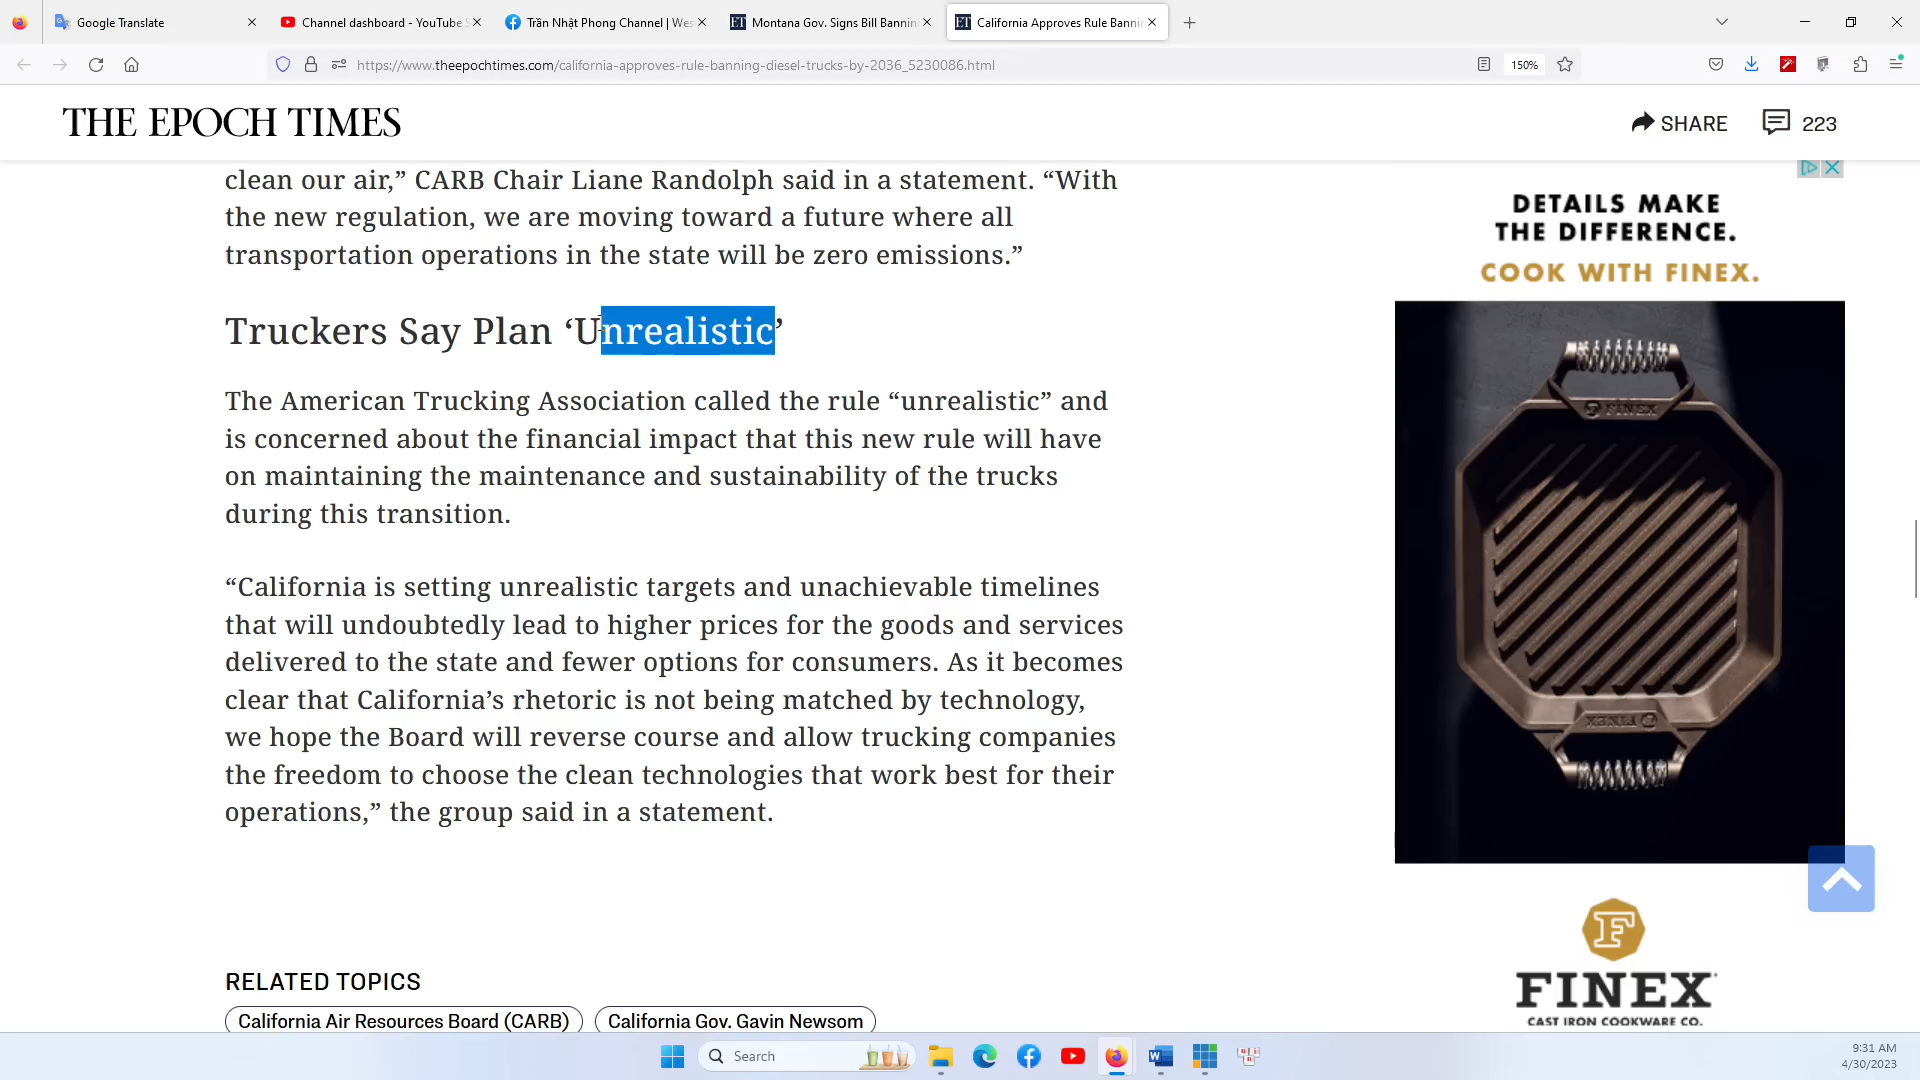 Google Translate
Channel dashboard - YouTube S
Trần Nhật Phong Channel | Wes
Montana Gov. Signs Bill Bannin
California Approves Rule Bannin
https://www.theepochtimes.com/california-approves-rule-banning-diesel-trucks-by-2036_5230086.html
150%
THE EPOCH TIMES
SHARE
223
clean our air,” CARB Chair Liane Randolph said in a statement. “With
the new regulation, we are moving toward a future where all
transportation operations in the state will be zero emissions.”
Truckers Say Plan ‘Unrealistic’
The American Trucking Association called the rule “unrealistic” and
is concerned about the financial impact that this new rule will have
on maintaining the maintenance and sustainability of the trucks
during this transition.
“California is setting unrealistic targets and unachievable timelines
that will undoubtedly lead to higher prices for the goods and services
delivered to the state and fewer options for consumers. As it becomes
clear that California’s rhetoric is not being matched by technology,
we hope the Board will reverse course and allow trucking companies
the freedom to choose the clean technologies that work best for their
operations,” the group said in a statement.
RELATED TOPICS
California Air Resources Board (CARB)
California Gov. Gavin Newsom
DETAILS MAKE
THE DIFFERENCE.
COOK WITH FINEX.
FINEX
FINEX
F
FINEX
CAST IRON COOKWARE CO.
Search
9:31 AM
4/30/2023